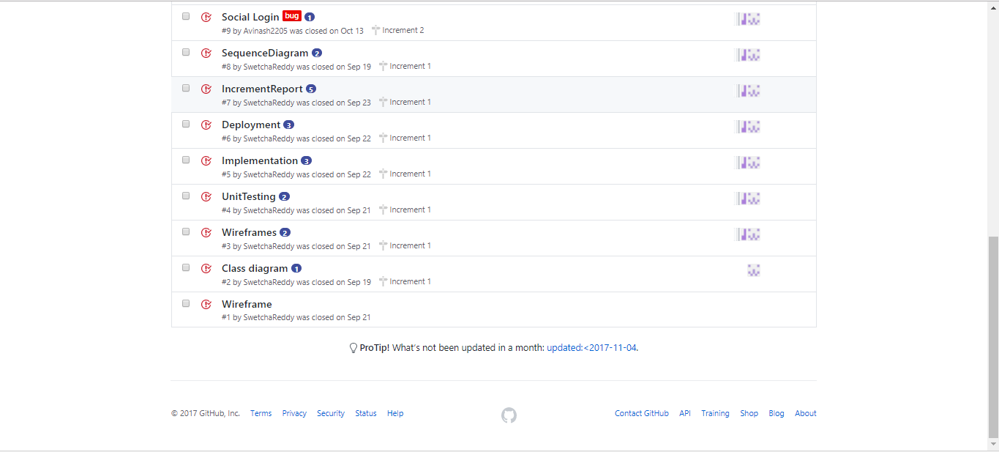 Social Login bug 1
#9 by Avinash2205 was closed on Oct 13 Increment 2
SequenceDiagram 2
#8 by SwetchaReddy was closed on Sep 19 Increment 1
IncrementReport 5
#7 by SwetchaReddy was closed on Sep 23 Increment 1
Deployment 3
#6 by SwetchaReddy was closed on Sep 22 Increment 1
Implementation 3
#5 by SwetchaReddy was closed on Sep 22 Increment 1
UnitTesting 2
#4 by SwetchaReddy was closed on Sep 21 Increment 1
Wireframes 2
#3 by SwetchaReddy was closed on Sep 21 Increment 1
Class diagram 1
#2 by SwetchaReddy was closed on Sep 19 Increment 1
Wireframe
#1 by SwetchaReddy was closed on Sep 21
ProTip! What's not been updated in a month: updated:<2017-11-04.
© 2017 GitHub, Inc. Terms Privacy Security Status Help Contact GitHub API Training Shop Blog About